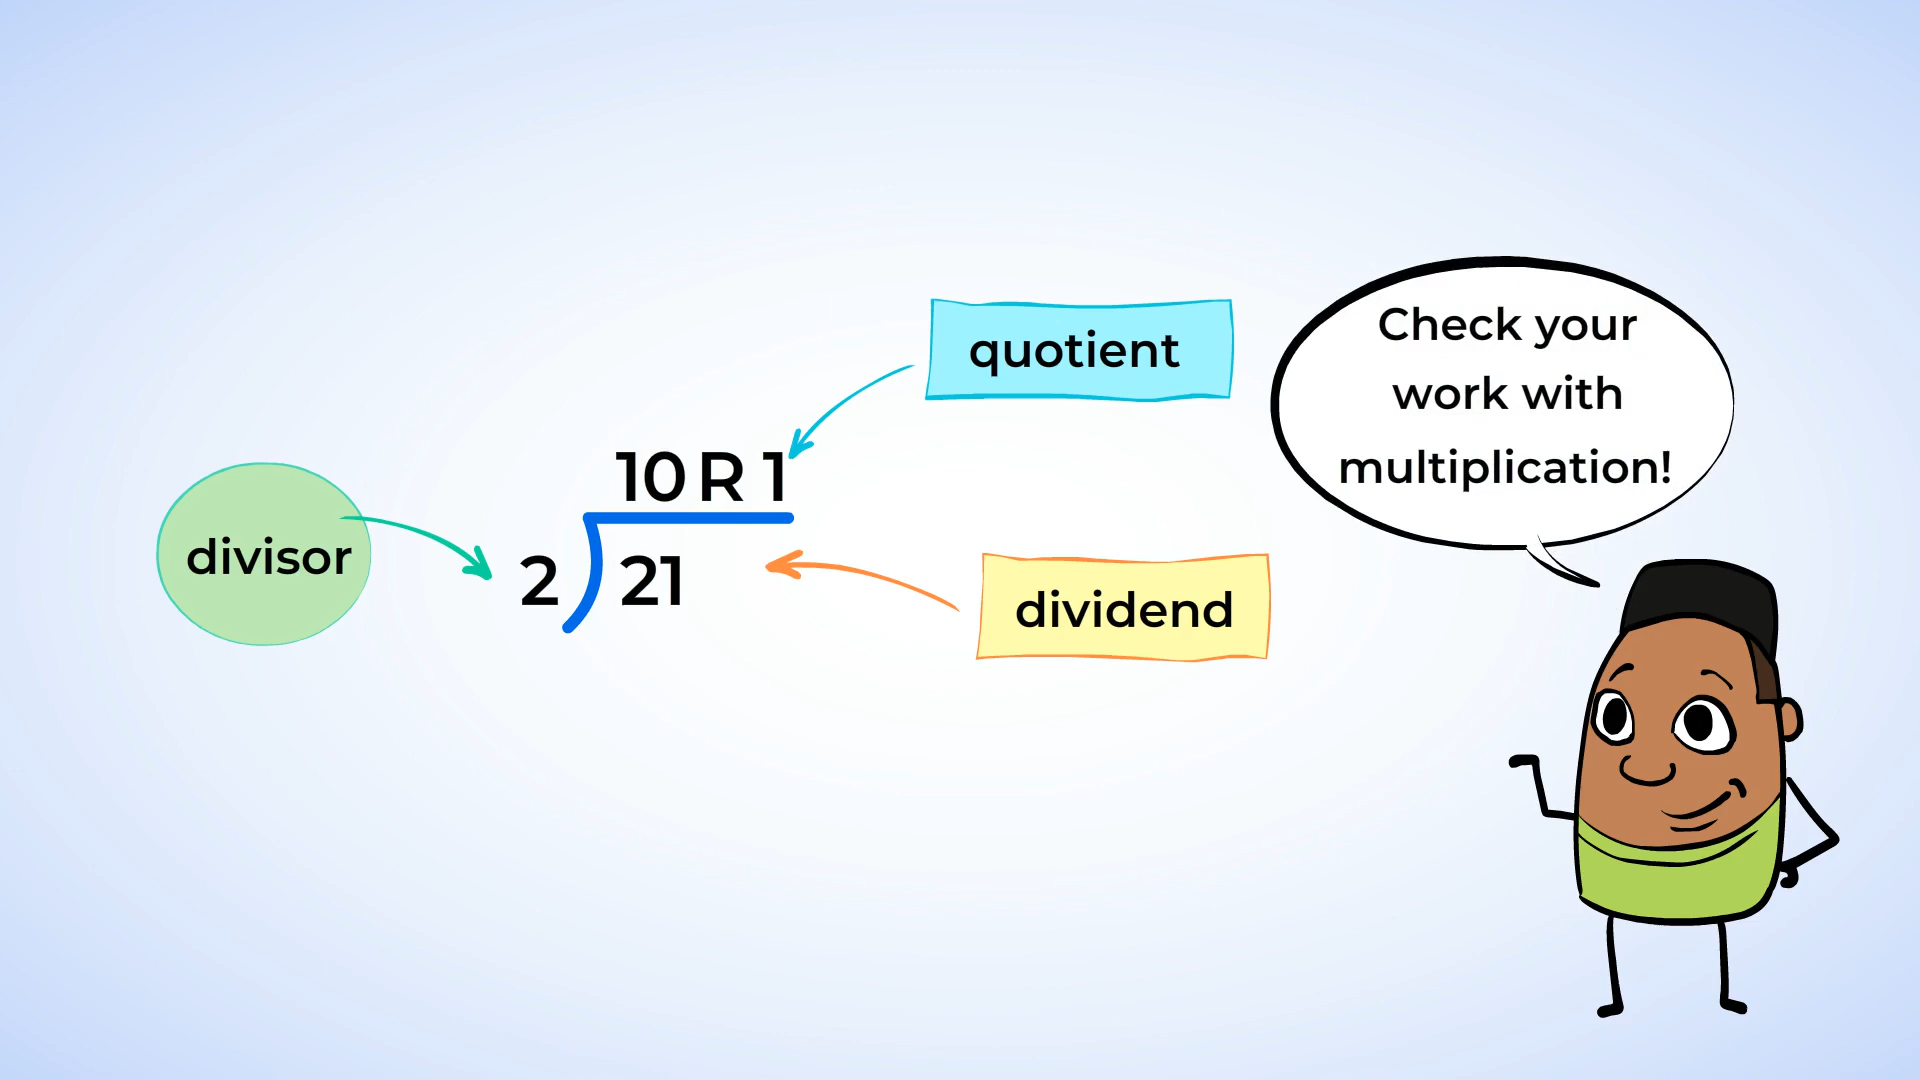 quotient
Check your
work with
multiplication!
10 R 1
divisor
2 21
dividend